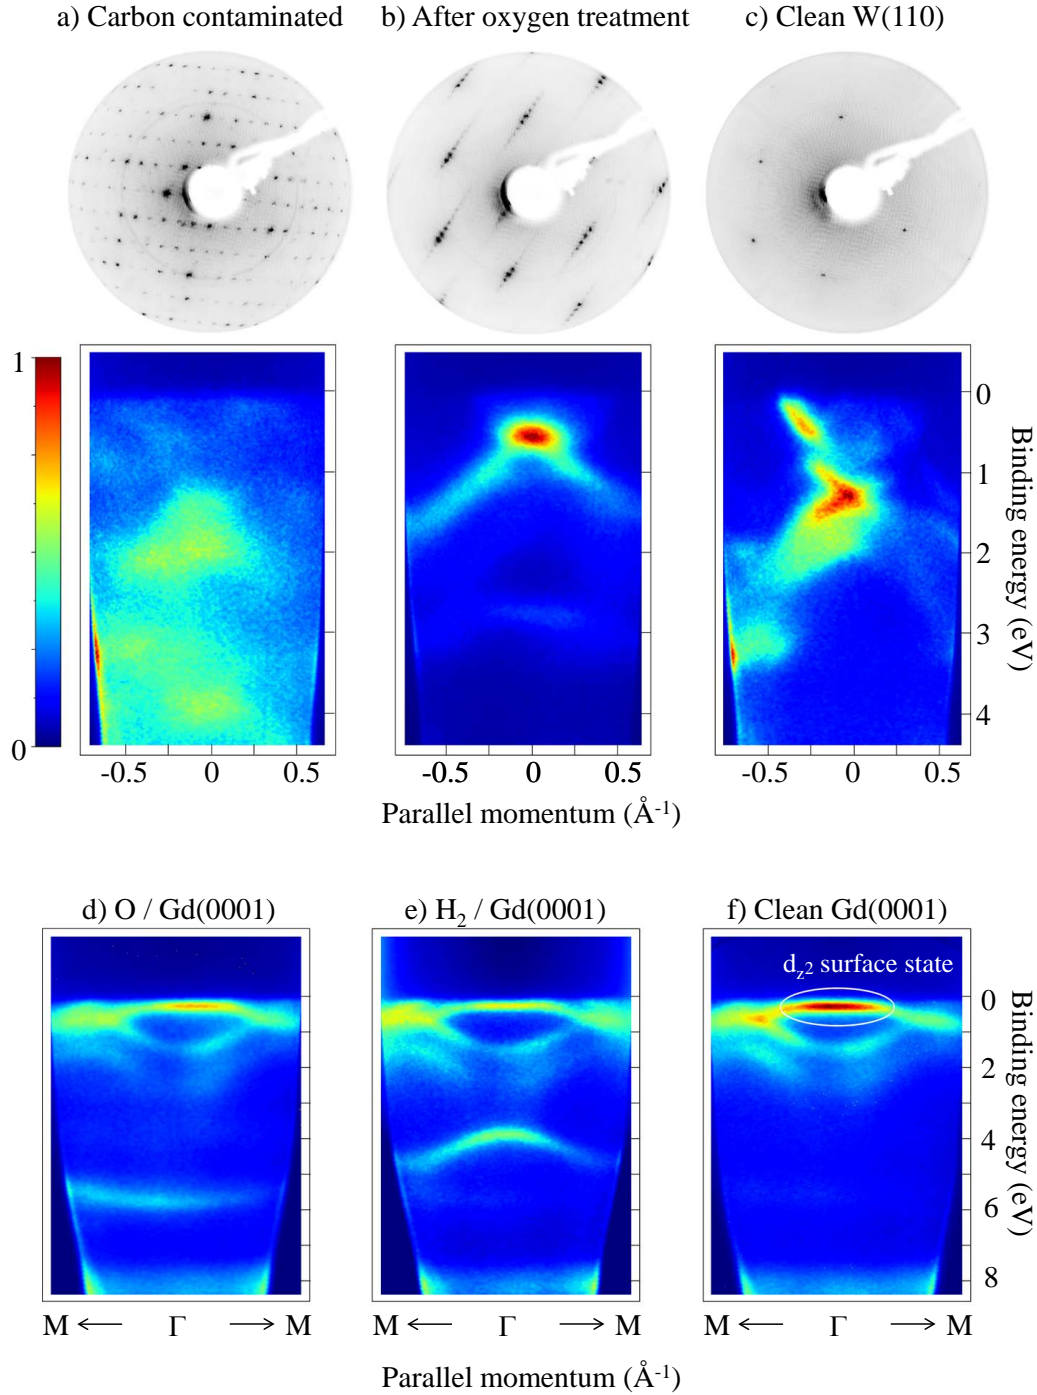 a) Carbon contaminated
b) After oxygen treatment
c) Clean W(110)
1
0
0
1
2
3
4
Binding energy (eV)
-0.5 0 0.5
-0.5 0 0.5
-0.5 0 0.5
Parallel momentum (Å⁻¹)
d) O / Gd(0001)
e) H₂ / Gd(0001)
f) Clean Gd(0001)
d_z² surface state
0
2
4
6
8
Binding energy (eV)
M ← Γ → M
M ← Γ → M
M ← Γ → M
Parallel momentum (Å⁻¹)